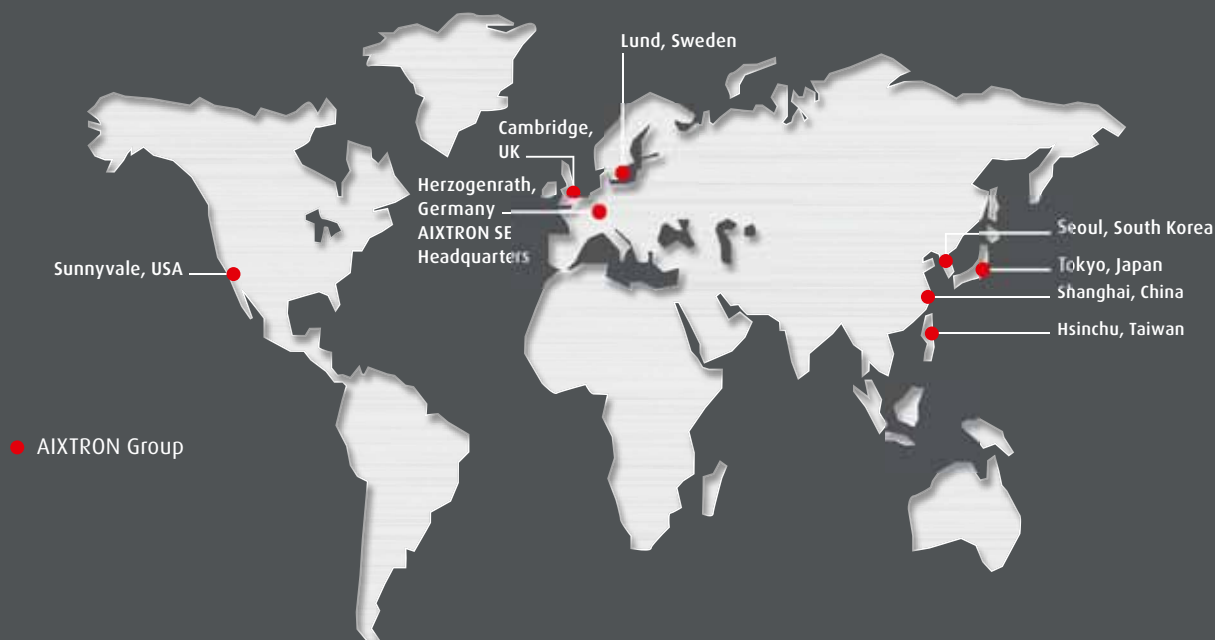 Lund, Sweden
Cambridge,
UK
Herzogenrath,
Germany
AIXTRON SE
Headquarters
Sunnyvale, USA
Seoul, South Korea
Tokyo, Japan
Shanghai, China
Hsinchu, Taiwan
AIXTRON Group